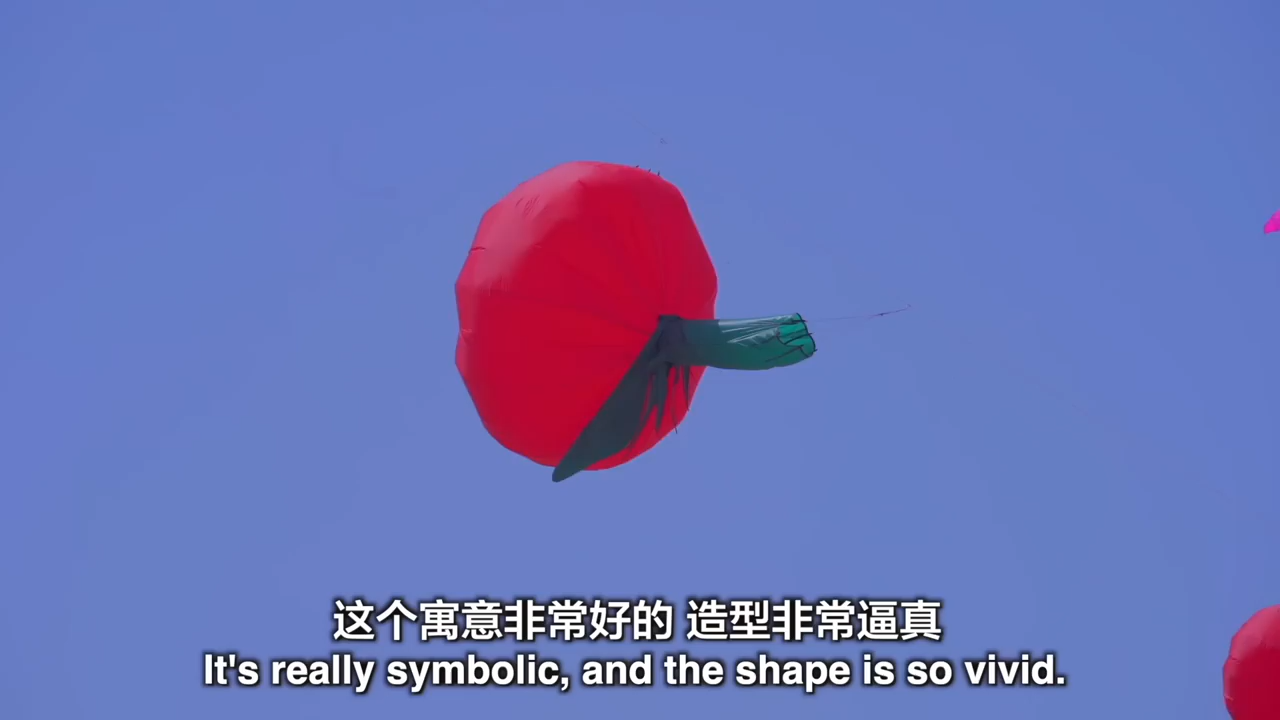 这个寓意非常好的 造型非常逼真
It's really symbolic, and the shape is so vivid.